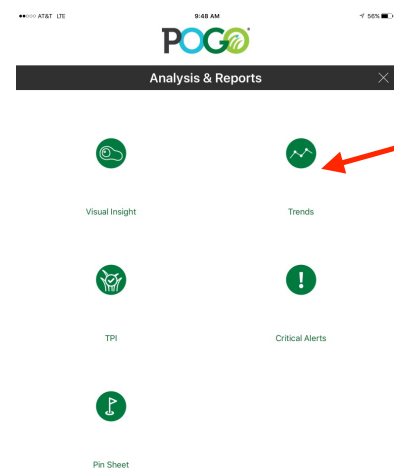 AT&T LTE 9:48 AM 56%
POGO
Analysis & Reports
Visual Insight Trends
TPI Critical Alerts
Pin Sheet